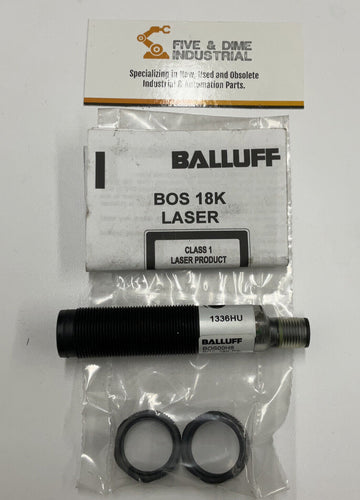 FIVE & DIME
INDUSTRIAL
Specializing in New, Used and Obsolete
Industrial & Automation Parts.
BALLUFF
BOS 18K
LASER
CLASS 1
LASER PRODUCT
1336HU
BALLUFF